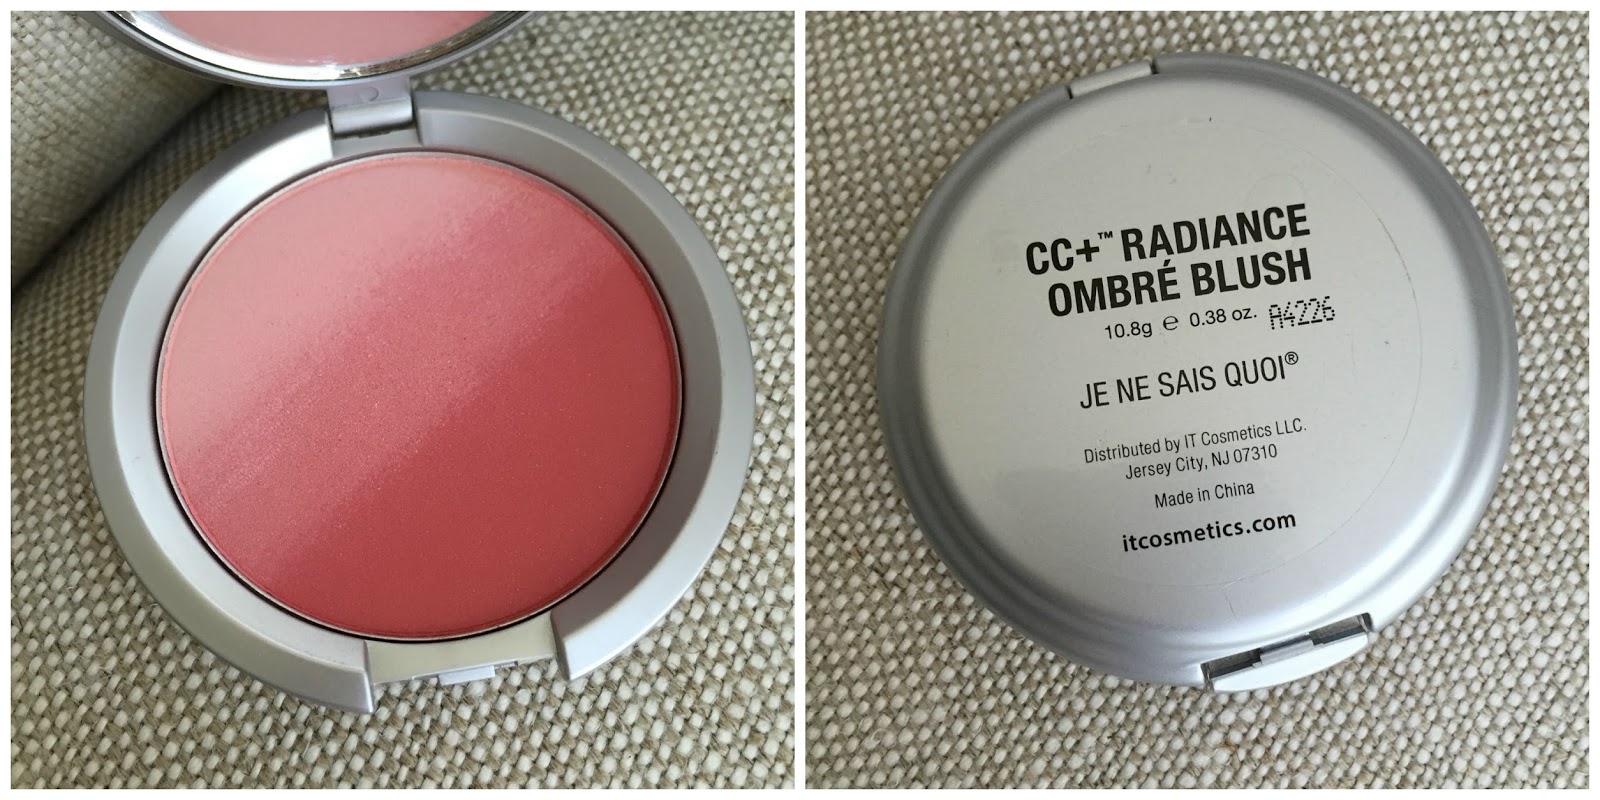 CC+™ RADIANCE
OMBRÉ BLUSH
10.8g ℮ 0.38 oz. A4226
JE NE SAIS QUOI®
Distributed by IT Cosmetics LLC.
Jersey City, NJ 07310
Made in China
itcosmetics.com